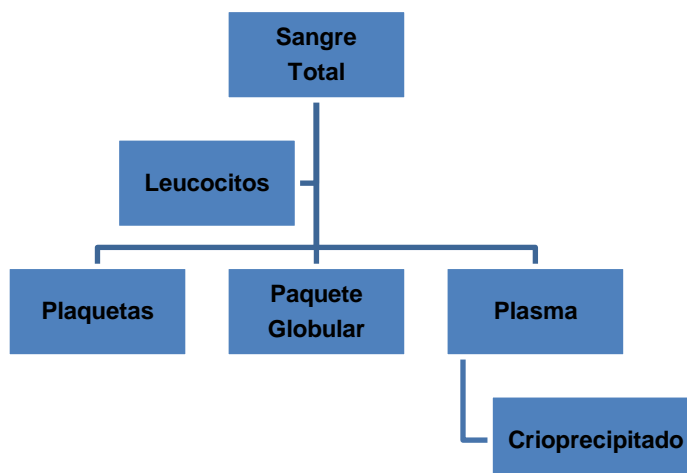 Sangre
Total
Leucocitos
Plaquetas
Paquete
Globular
Plasma
Crioprecipitado